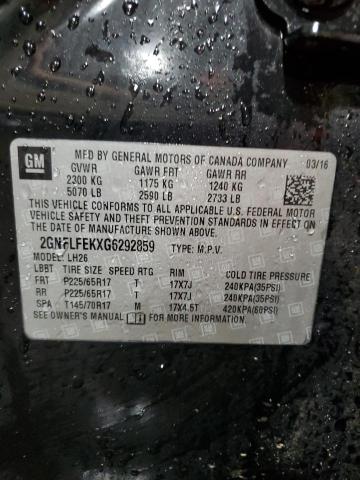 GM
MFD BY GENERAL MOTORS OF CANADA COMPANY 03/16
GVWR GAWR FRT GAWR RR
2300 KG 1175 KG 1240 KG
5070 LB 2590 LB 2733 LB
THIS VEHICLE CONFORMS TO ALL APPLICABLE U.S. FEDERAL MOTOR VEHICLE SAFETY AND THEFT PREVENTION STANDARDS IN EFFECT ON THE DATE OF MANUFACTURE SHOWN ABOVE.
2GNFLFEKXG6292859 TYPE: M.P.V.
MODEL: LH26
LBBT TIRE SIZE SPEED RTG RIM COLD TIRE PRESSURE
FRT P225/65R17 T 17X7J 240KPA(35PSI)
RR P225/65R17 T 17X7J 240KPA(35PSI)
SPA T145/70R17 M 17X4.5T 420KPA(60PSI)
SEE OWNER'S MANUAL FOR MORE INFORMATION.